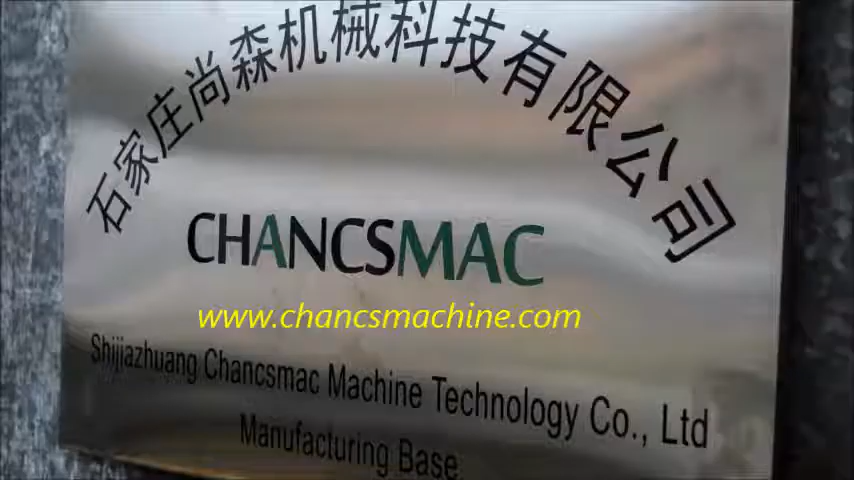 石家庄尚森机械科技有限公司
CHANCSMAC
www.chancsmachine.com
Shijiazhuang Chancsmac Machine Technology Co., Ltd
Manufacturing Base